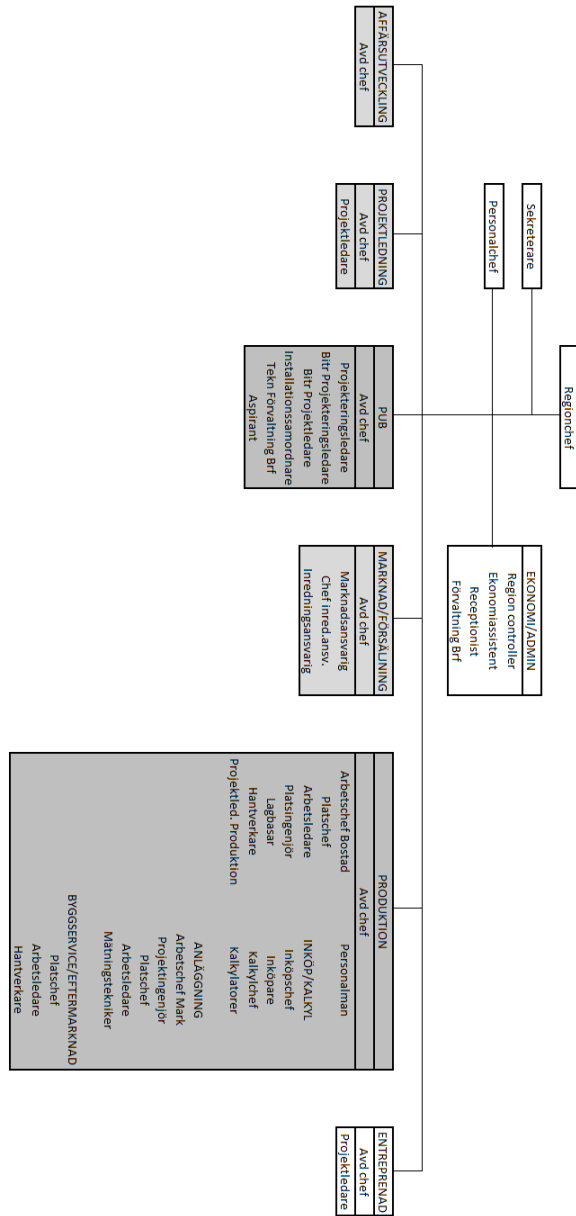 Regionchef
Sekreterare
Personalchef
EKONOMI/ADMIN
Region controller
Ekonomiassistent
Receptionist
Förvaltning Brf
AFFÄRSUTVECKLING
Avd chef
PROJEKTLEDNING
Avd chef
Projektledare
PUB
Avd chef
Projekteringsledare
Bitr Projekteringsledare
Bitr Projektledare
Installationssamordnare
Tekn Förvaltning Brf
Aspirant
MARKNAD/FÖRSÄLJNING
Avd chef
Marknadsansvarig
Chef inred.ansv.
Inredningsansvarig
PRODUKTION
Avd chef
Arbetschef Bostad
Platschef
Arbetsledare
Platsingenjör
Lagbasar
Hantverkare
Projektled. Produktion
Personalman
INKÖP/KALKYL
Inköpschef
Inköpare
Kalkylchef
Kalkylatorer
ANLÄGGNING
Arbetschef Mark
Projektingenjör
Platschef
Arbetsledare
Mätningstekniker
BYGGSERVICE/EFTERMARKNAD
Platschef
Arbetsledare
Hantverkare
ENTREPRENAD
Avd chef
Projektledare